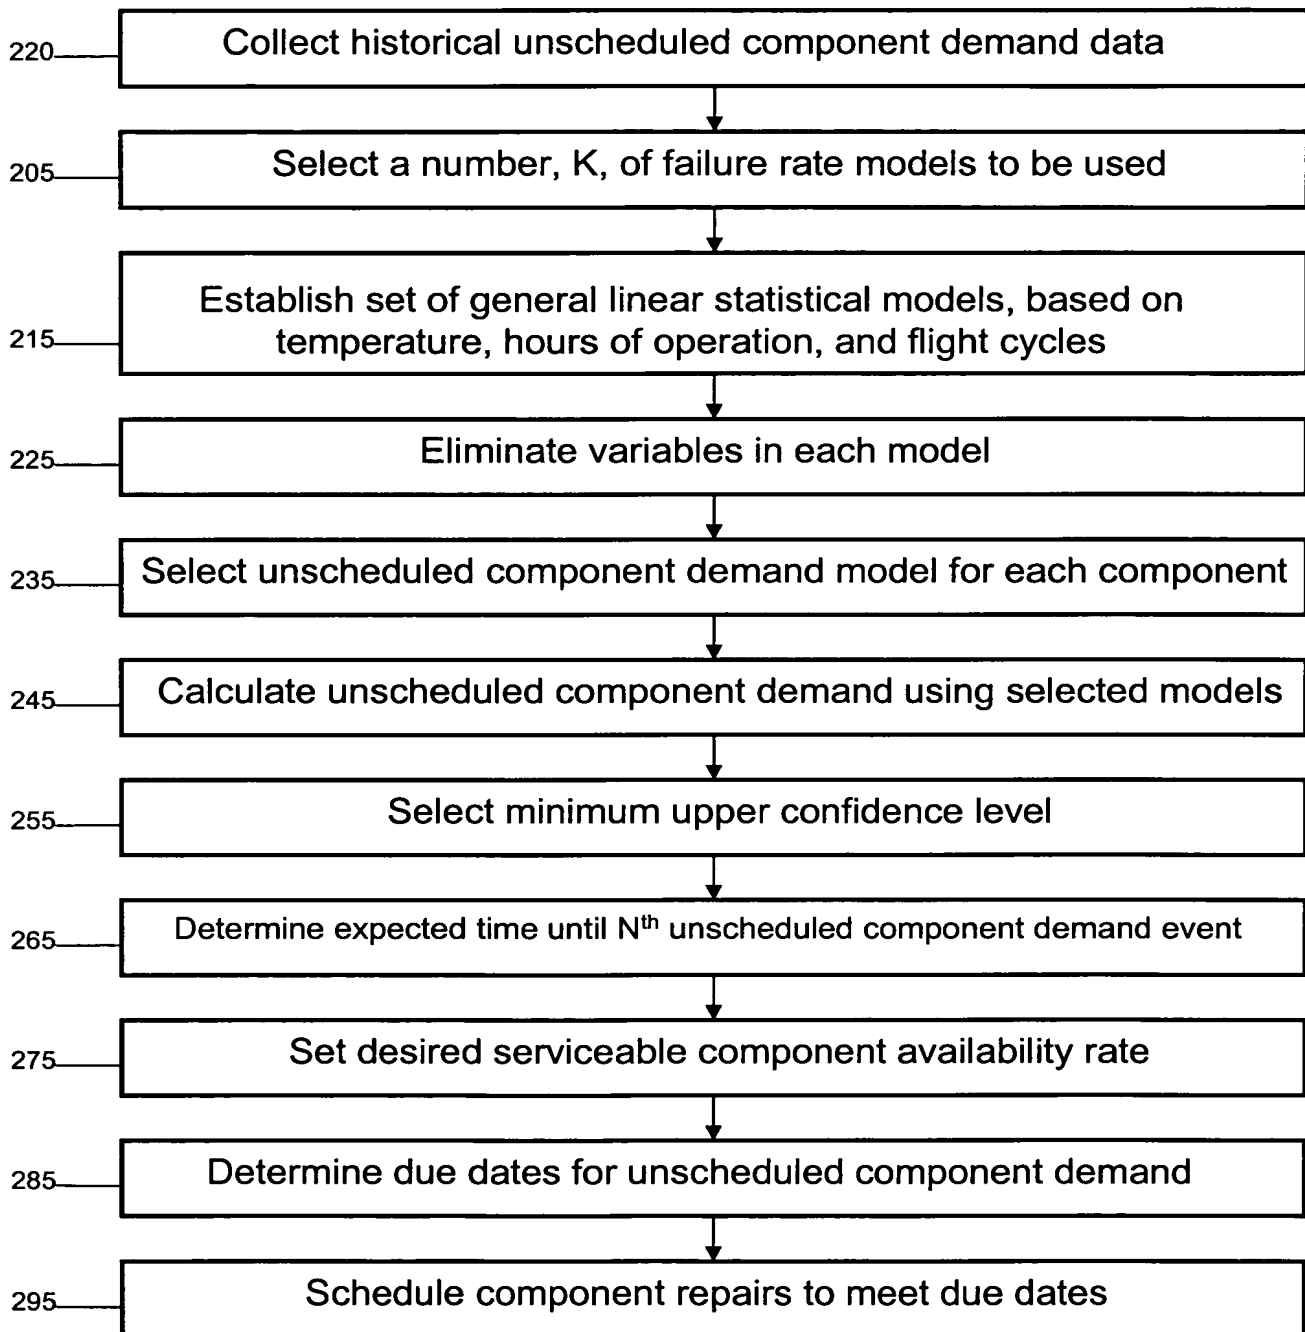 220 Collect historical unscheduled component demand data
205 Select a number, K, of failure rate models to be used
Establish set of general linear statistical models, based on
215 temperature, hours of operation, and flight cycles
225 Eliminate variables in each model
235 Select unscheduled component demand model for each component
245 Calculate unscheduled component demand using selected models
255 Select minimum upper confidence level
265 Determine expected time until Nth unscheduled component demand event
275 Set desired serviceable component availability rate
285 Determine due dates for unscheduled component demand
295 Schedule component repairs to meet due dates